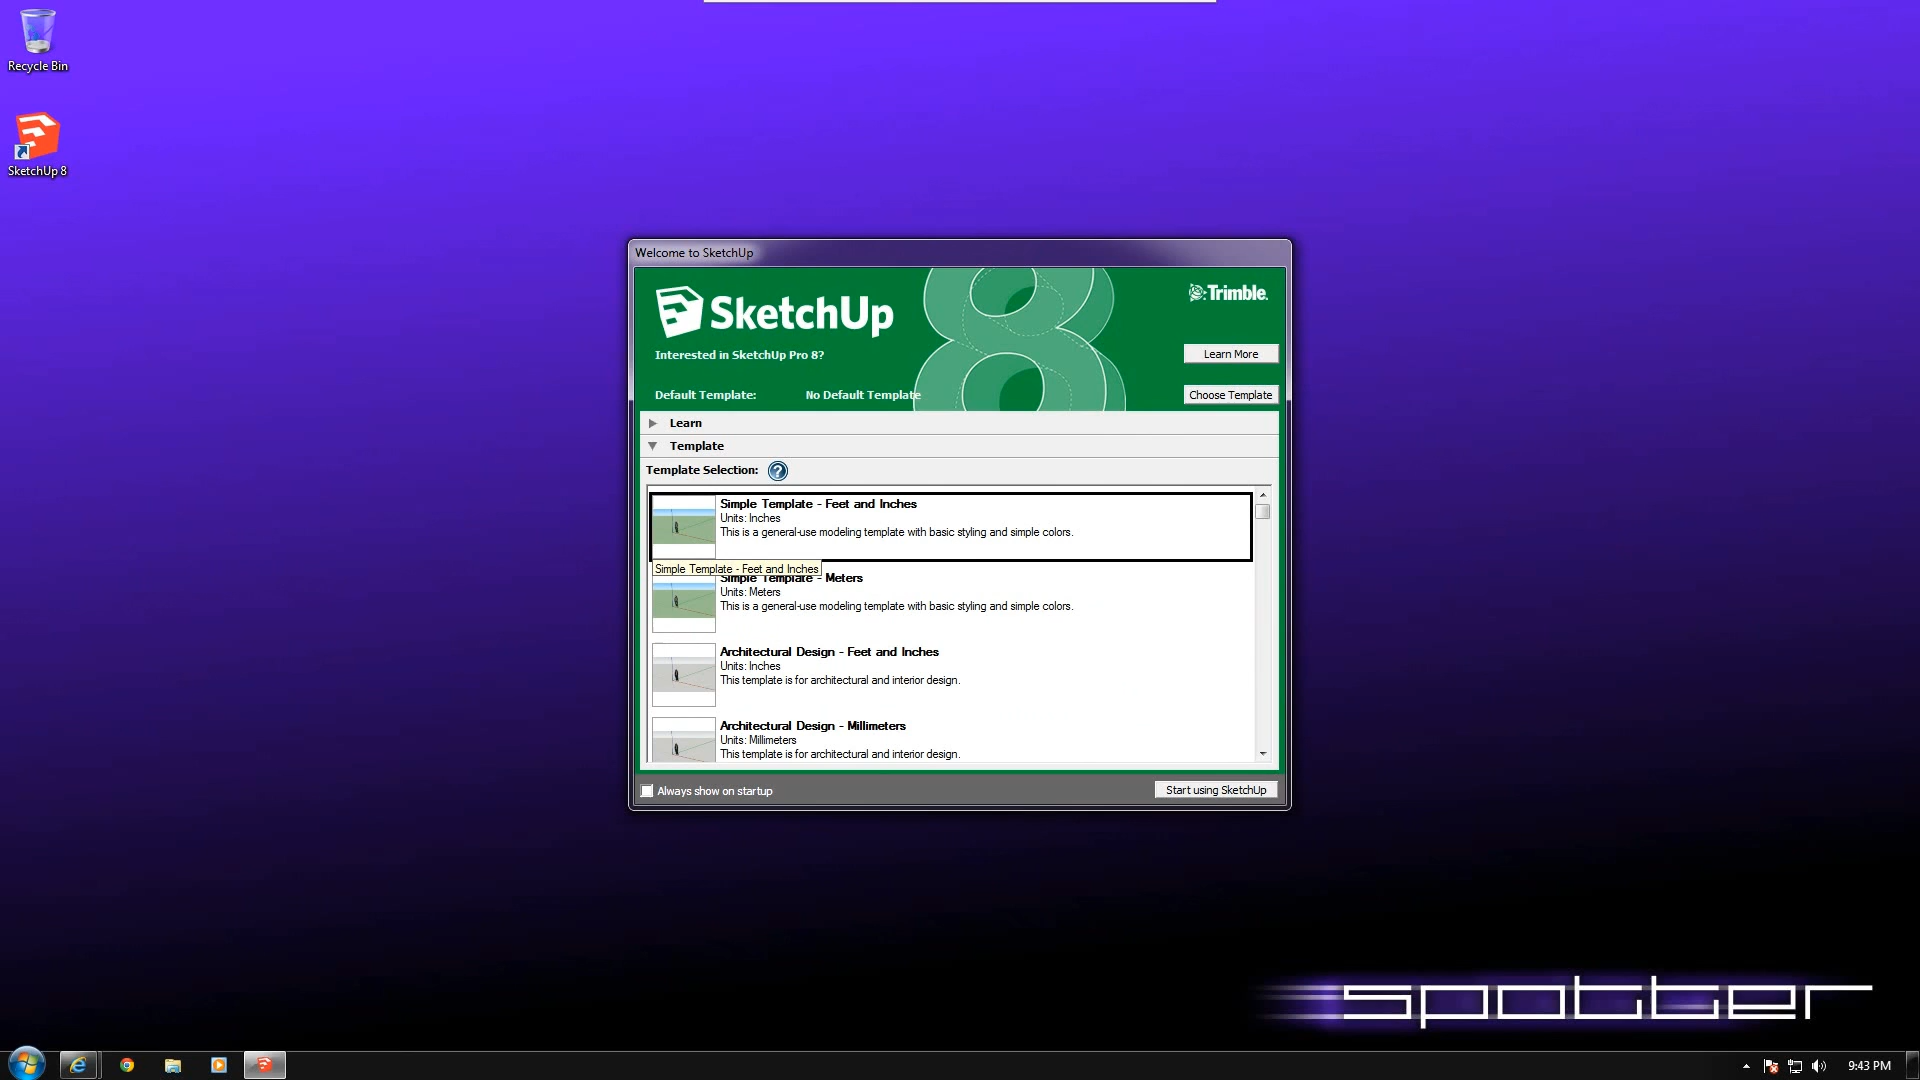 Recycle Bin
SketchUp 8
Welcome to SketchUp
SketchUp
Trimble.
Interested in SketchUp Pro 8?
Learn More
Default Template: No Default Template
Choose Template
Learn
Template
Template Selection: ?
Simple Template - Feet and Inches
Units: Inches
This is a general-use modeling template with basic styling and simple colors.
Simple Template - Feet and Inches
Simple Template - Meters
Units: Meters
This is a general-use modeling template with basic styling and simple colors.
Architectural Design - Feet and Inches
Units: Inches
This template is for architectural and interior design.
Architectural Design - Millimeters
Units: Millimeters
This template is for architectural and interior design.
Always show on startup
Start using SketchUp
spotter
9:43 PM